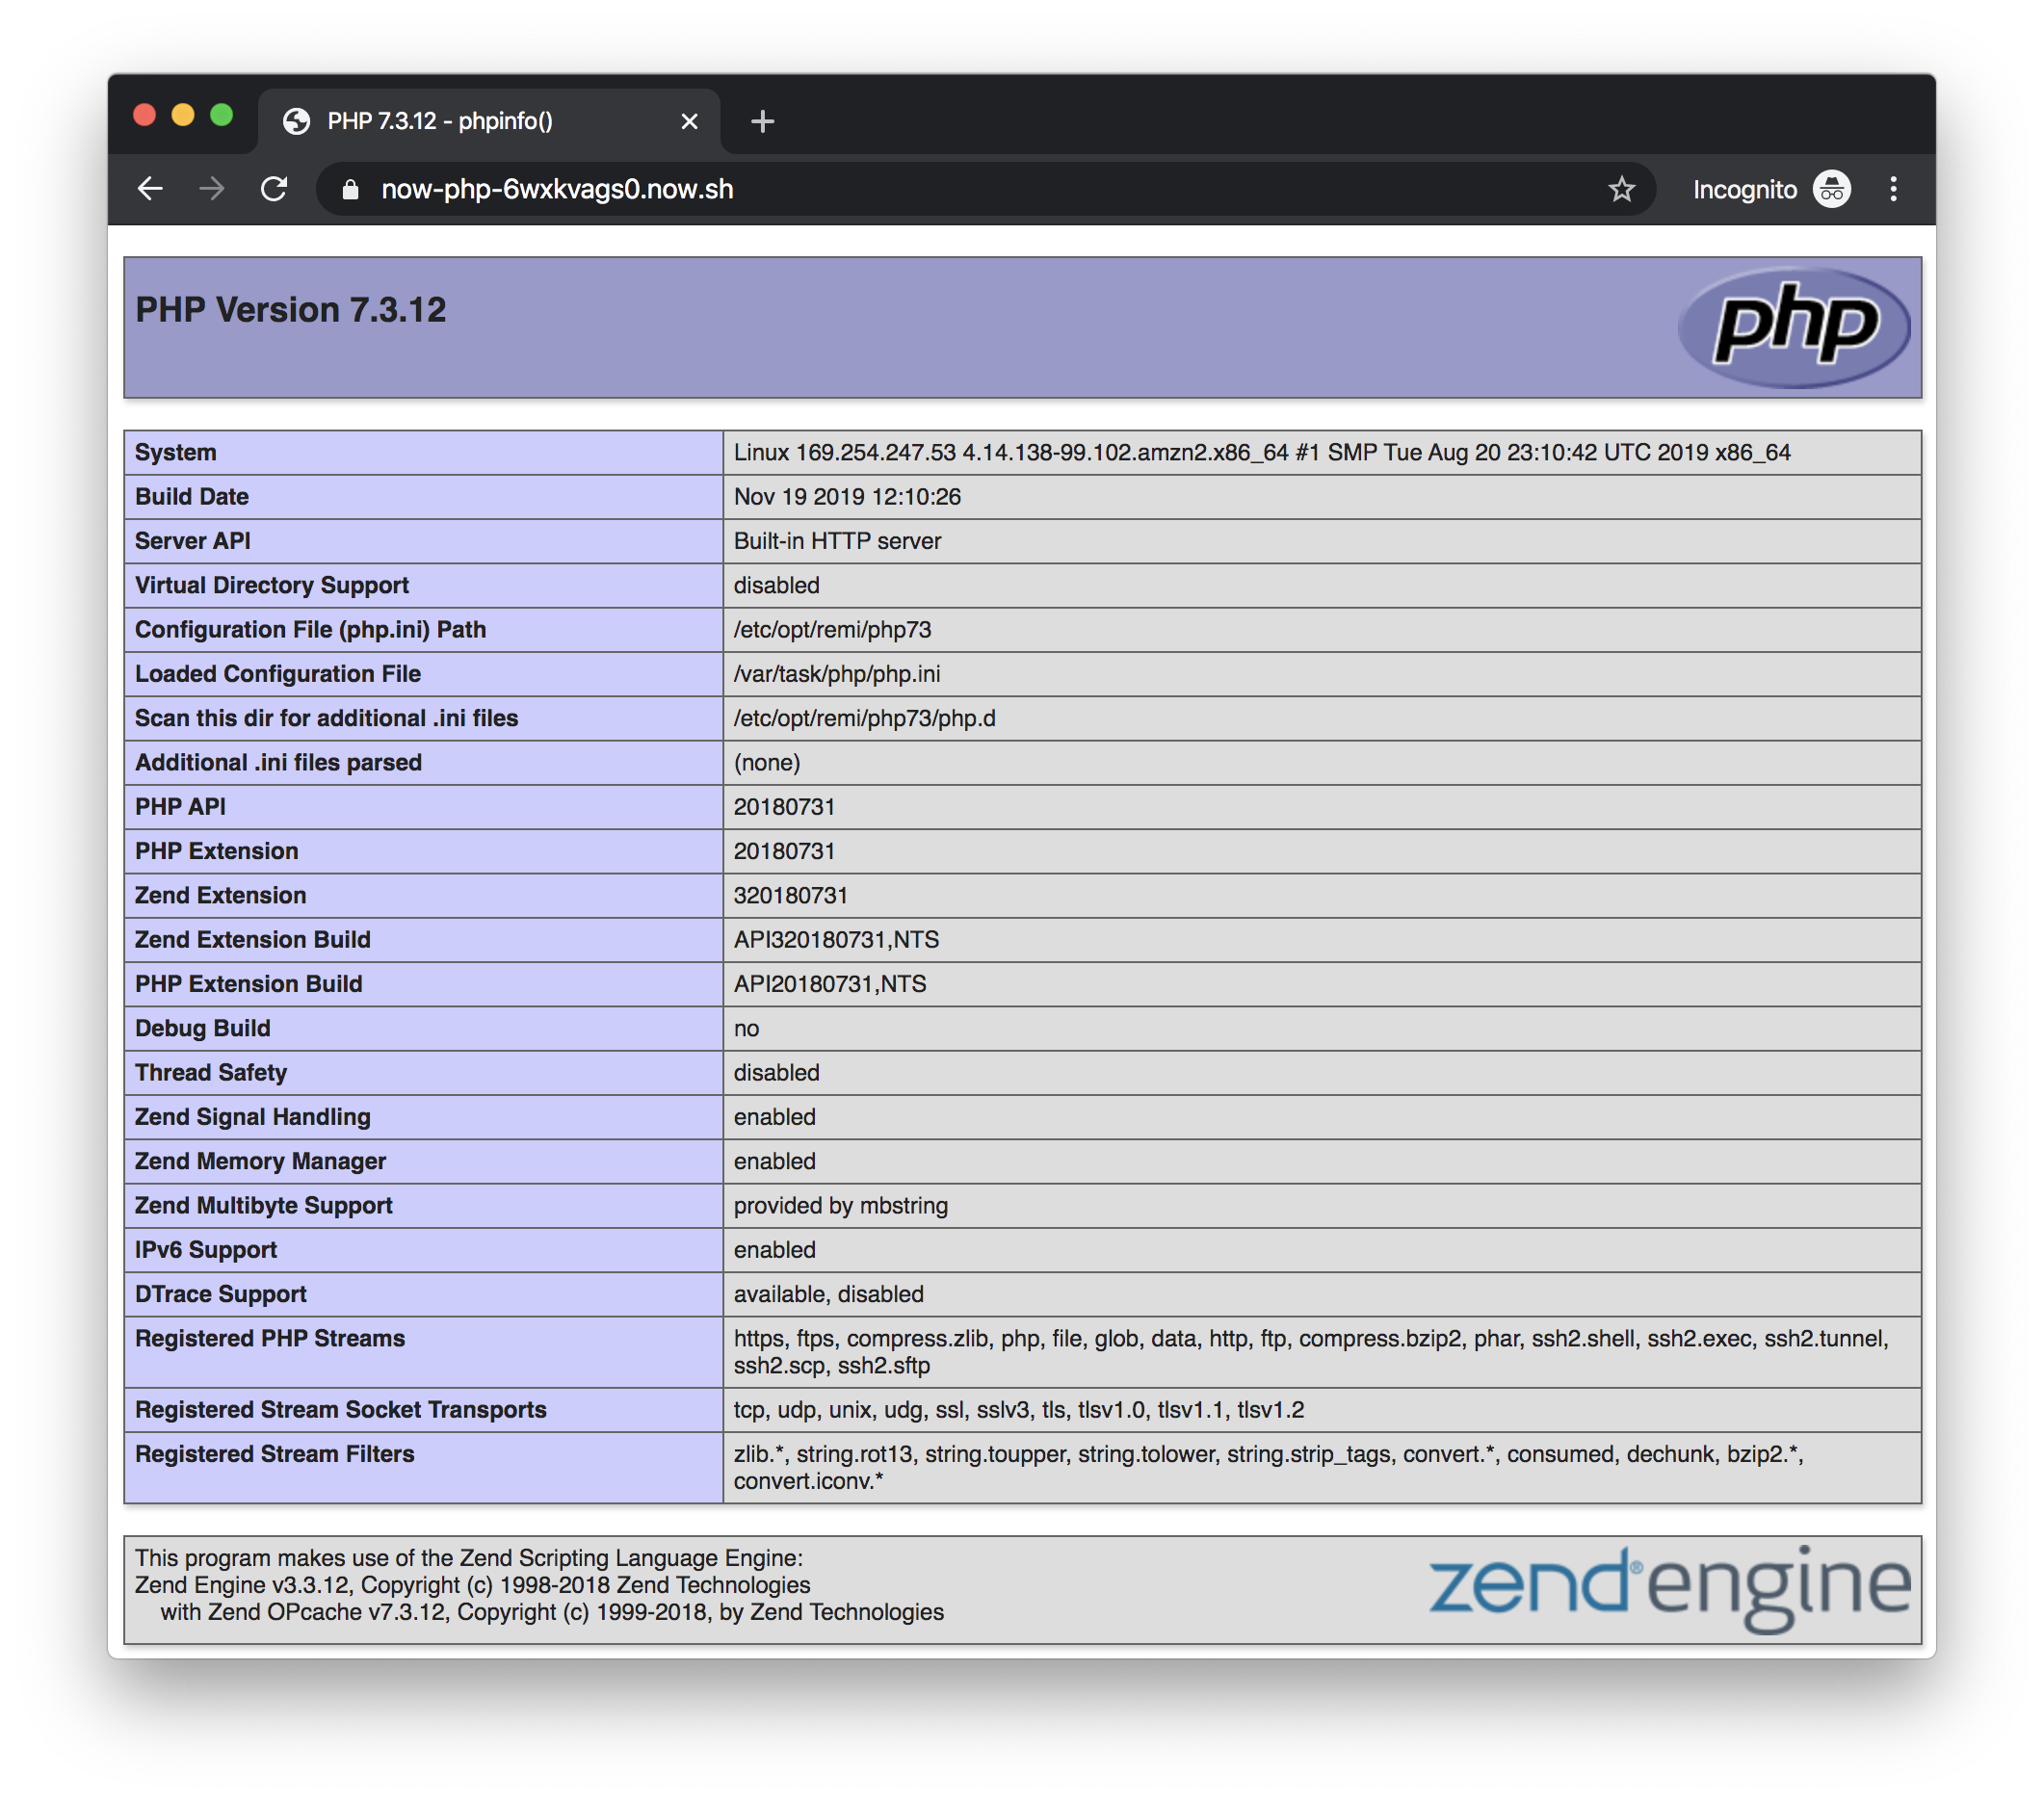 PHP 7.3.12 - phpinfo()
now-php-6wxkvags0.now.sh
Incognito
PHP Version 7.3.12
php
System Linux 169.254.247.53 4.14.138-99.102.amzn2.x86_64 #1 SMP Tue Aug 20 23:10:42 UTC 2019 x86_64
Build Date Nov 19 2019 12:10:26
Server API Built-in HTTP server
Virtual Directory Support disabled
Configuration File (php.ini) Path /etc/opt/remi/php73
Loaded Configuration File /var/task/php/php.ini
Scan this dir for additional .ini files /etc/opt/remi/php73/php.d
Additional .ini files parsed (none)
PHP API 20180731
PHP Extension 20180731
Zend Extension 320180731
Zend Extension Build API320180731,NTS
PHP Extension Build API20180731,NTS
Debug Build no
Thread Safety disabled
Zend Signal Handling enabled
Zend Memory Manager enabled
Zend Multibyte Support provided by mbstring
IPv6 Support enabled
DTrace Support available, disabled
Registered PHP Streams https, ftps, compress.zlib, php, file, glob, data, http, ftp, compress.bzip2, phar, ssh2.shell, ssh2.exec, ssh2.tunnel,
ssh2.scp, ssh2.sftp
Registered Stream Socket Transports tcp, udp, unix, udg, ssl, sslv3, tls, tlsv1.0, tlsv1.1, tlsv1.2
Registered Stream Filters zlib.*, string.rot13, string.toupper, string.tolower, string.strip_tags, convert.*, consumed, dechunk, bzip2.*,
convert.iconv.*
This program makes use of the Zend Scripting Language Engine:
Zend Engine v3.3.12, Copyright (c) 1998-2018 Zend Technologies
with Zend OPcache v7.3.12, Copyright (c) 1999-2018, by Zend Technologies
zend®engine